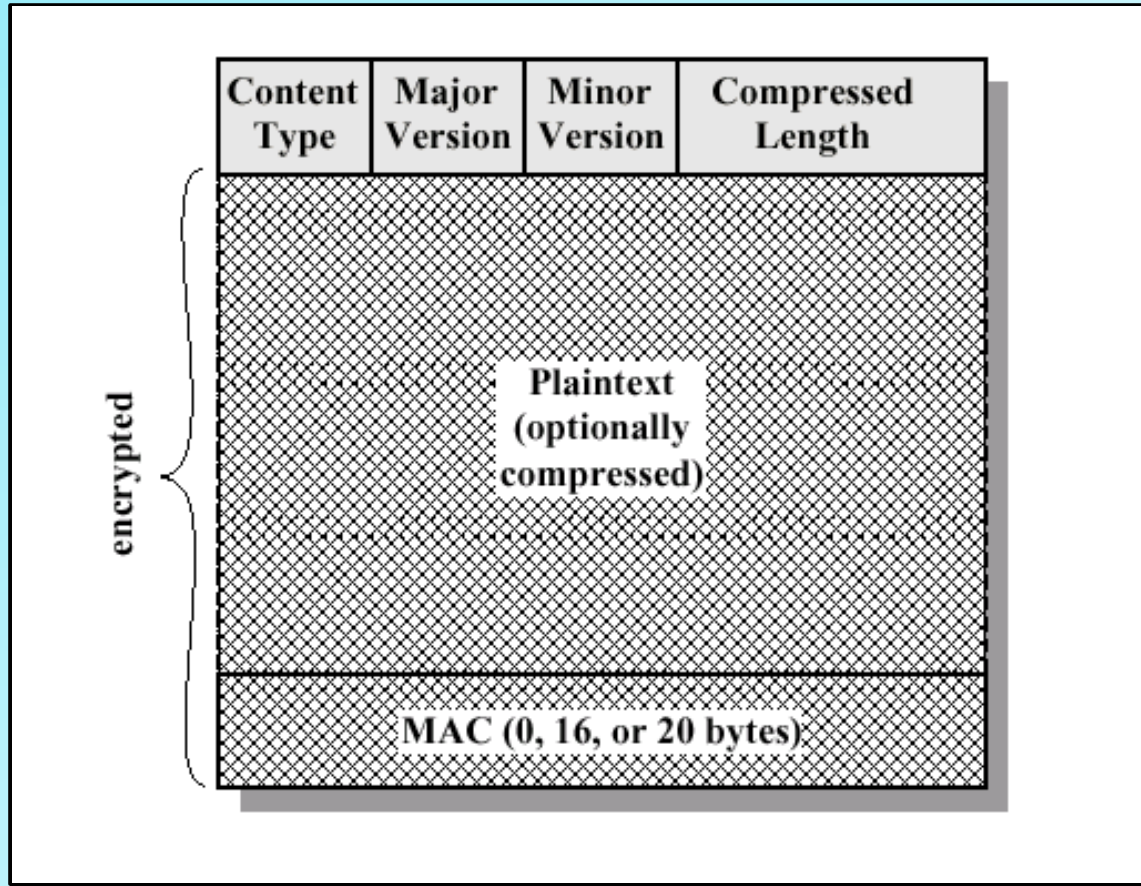 Content Major Minor Compressed
Type Version Version Length
encrypted
Plaintext
(optionally
compressed)
MAC (0, 16, or 20 bytes)